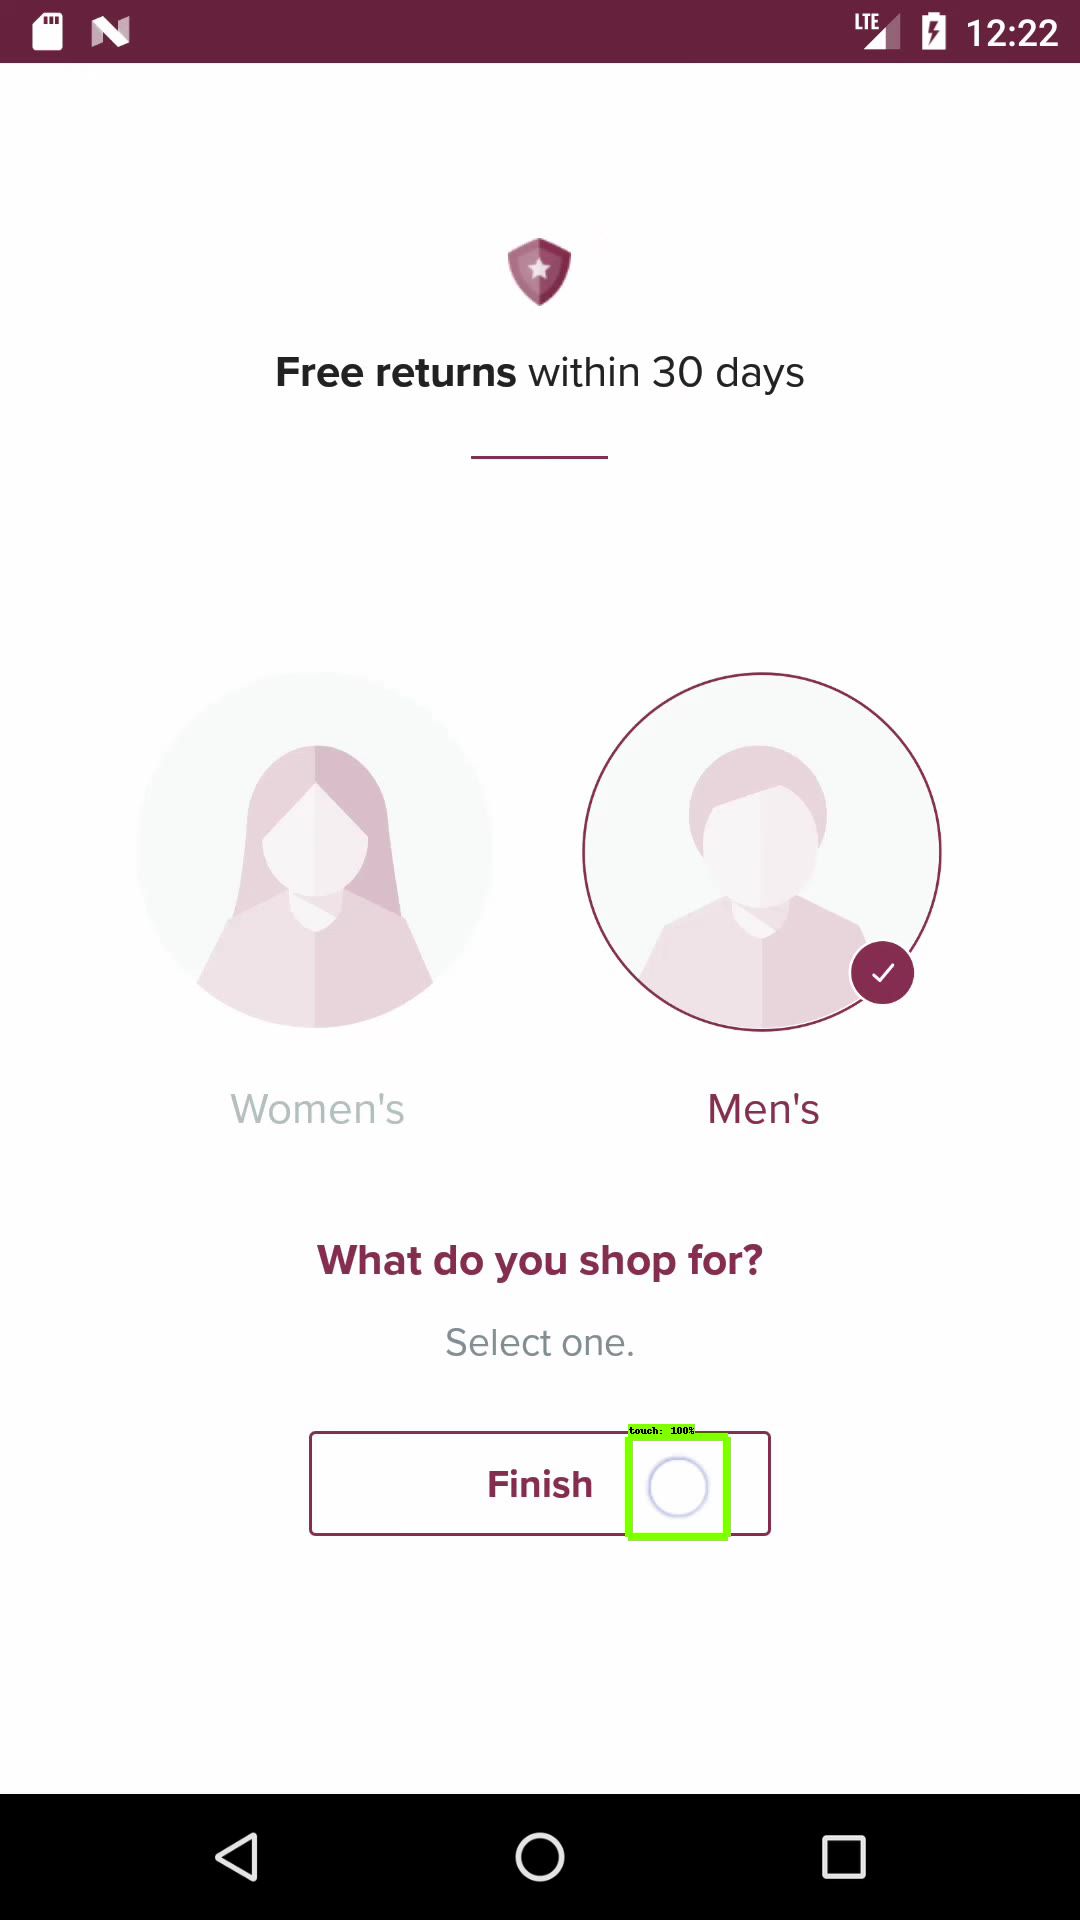 LTE 12:22
Free returns within 30 days
Women's Men's
What do you shop for?
Select one.
touch: 100%
Finish